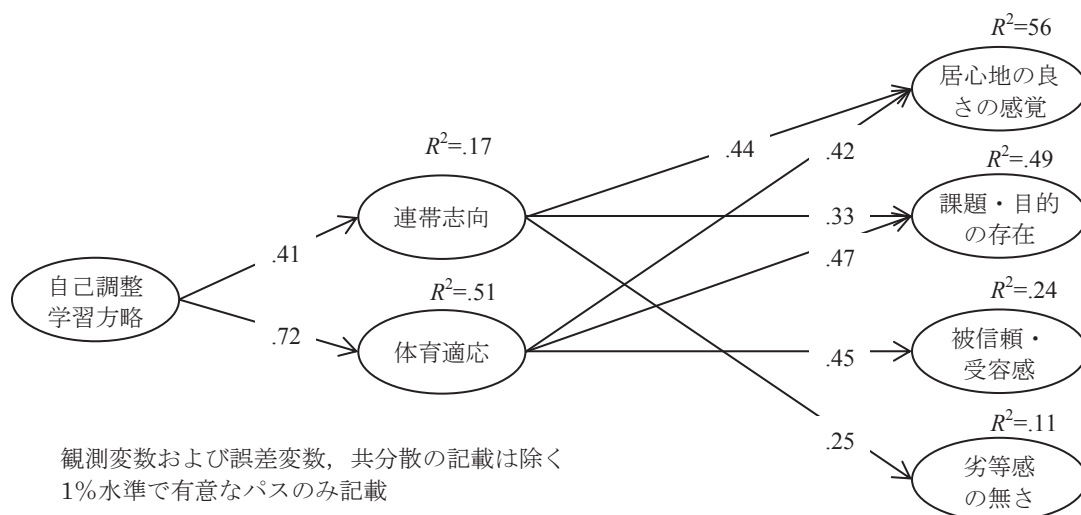 R²=56
居心地の良
さの感覚
R²=.17
.44
.42
R²=.49
連帯志向
.33
課題・目的
の存在
.41
.47
自己調整
学習方略
R²=.51
R²=.24
.72
体育適応
.45
被信頼・
受容感
R²=.11
.25
観測変数および誤差変数，共分散の記載は除く
1%水準で有意なパスのみ記載
劣等感
の無さ